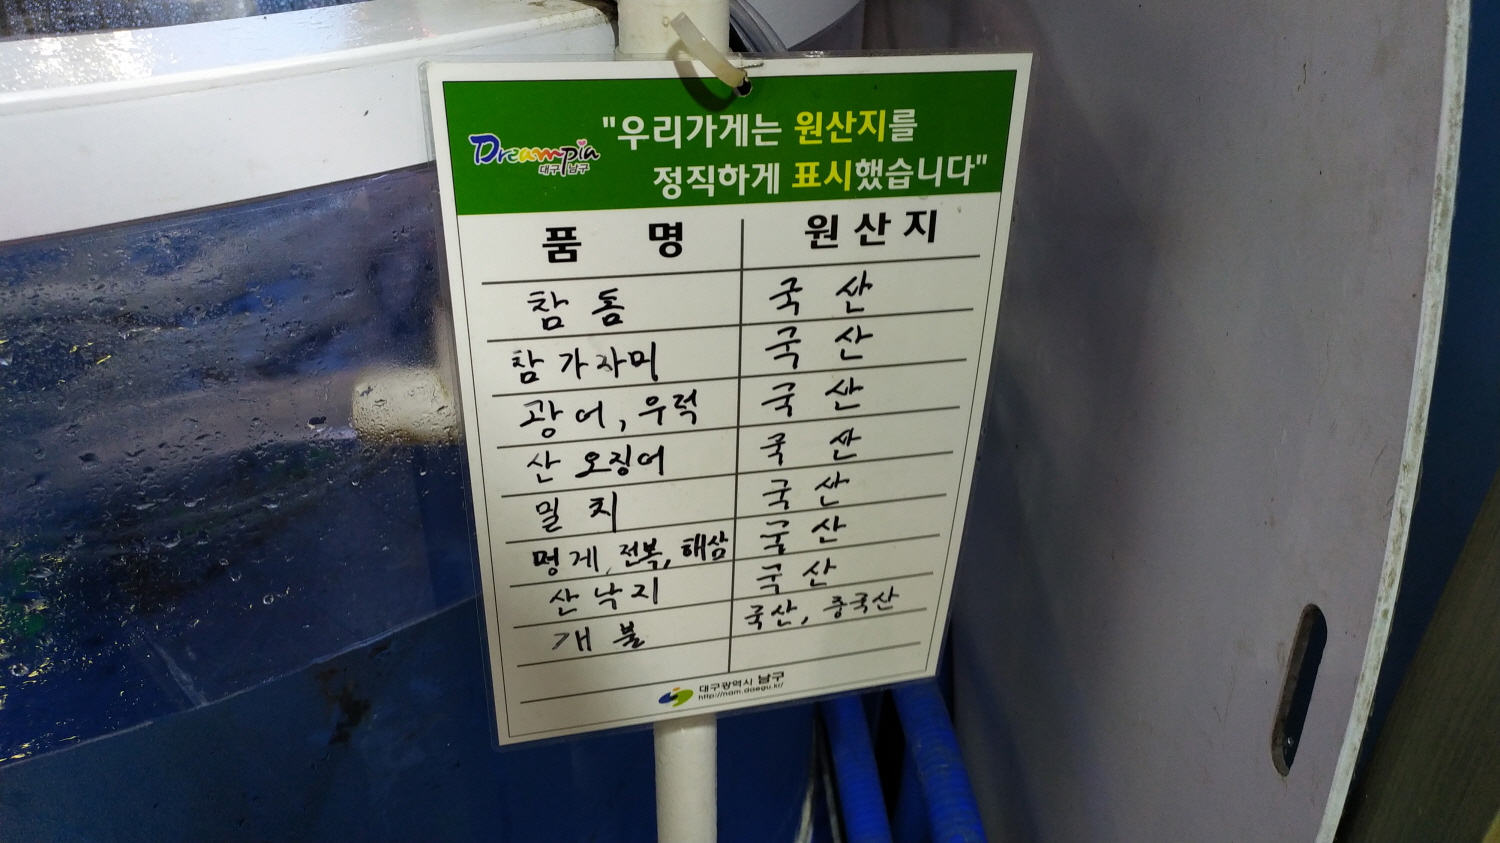 "우리가게는 원산지를
Dreampia
대구 남구
정직하게 표시했습니다"
품 명 원산지
참돔 국산
참가자미 국산
광어, 우럭 국산
산 오징어 국산
밀치 국산
멍게, 전복, 해삼 국산
산낙지 국산
개불 국산, 중국산
대구광역시 남구
http://nam.daegu.kr/